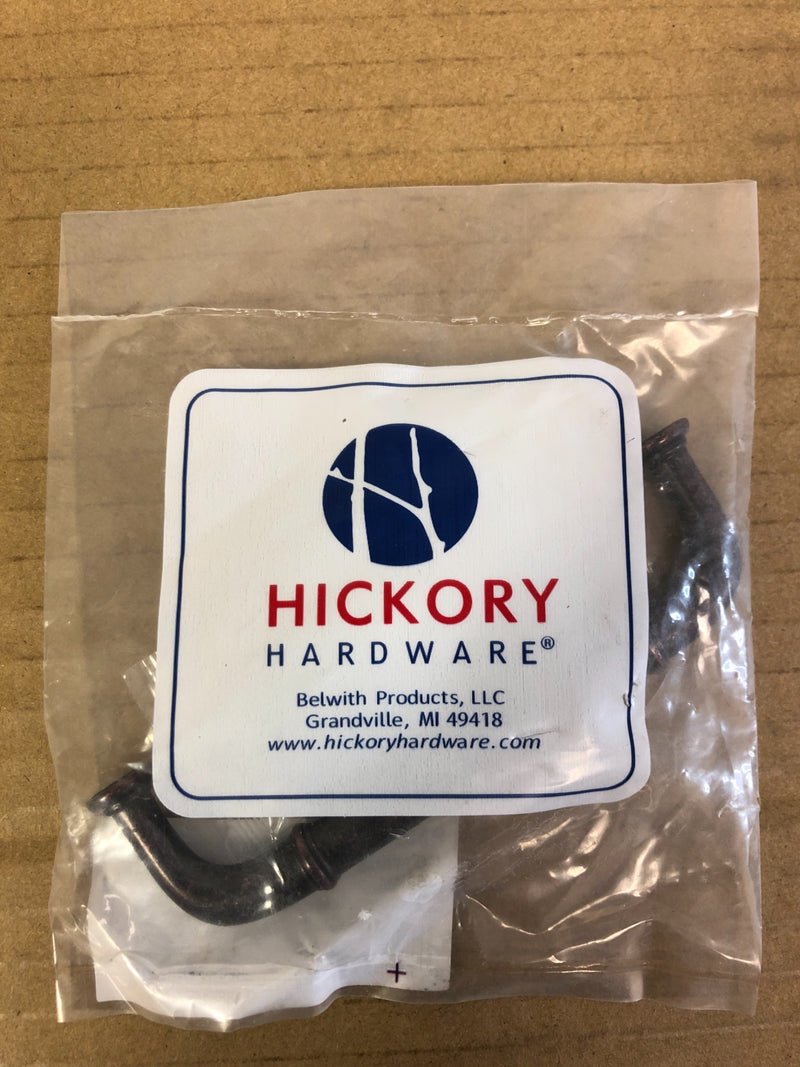 HICKORY
HARDWARE®
Belwith Products, LLC
Grandville, MI 49418
www.hickoryhardware.com